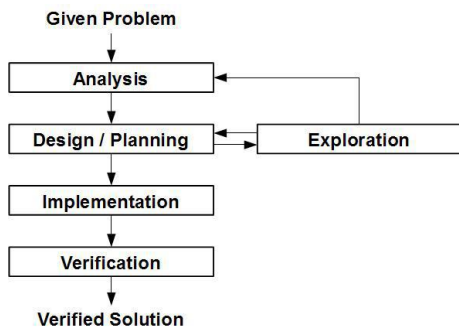 Given Problem
Analysis
Design / Planning
Exploration
Implementation
Verification
Verified Solution